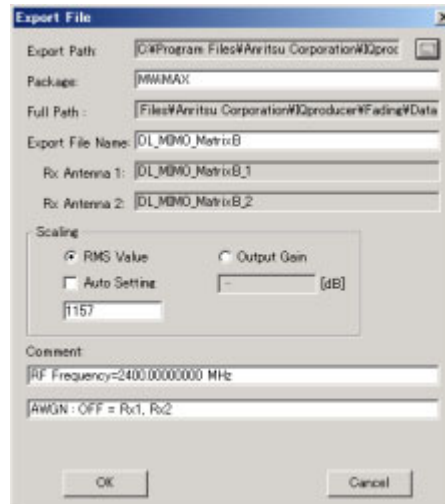 Export File
Export Path: C:¥Program Files¥Anritsu Corporation¥IQproc
Package: MWiMAX
Full Path : Files¥Anritsu Corporation¥IQproducer¥Fading¥Data
Export File Name: DL_MIMO_MatrixB
Rx Antenna 1: DL_MIMO_MatrixB_1
Rx Antenna 2: DL_MIMO_MatrixB_2
Scaling
RMS Value Output Gain
Auto Setting - [dB]
1157
Comment
RF Frequency=2400.00000000 MHz
AWGN : OFF = Rx1, Rx2
OK Cancel